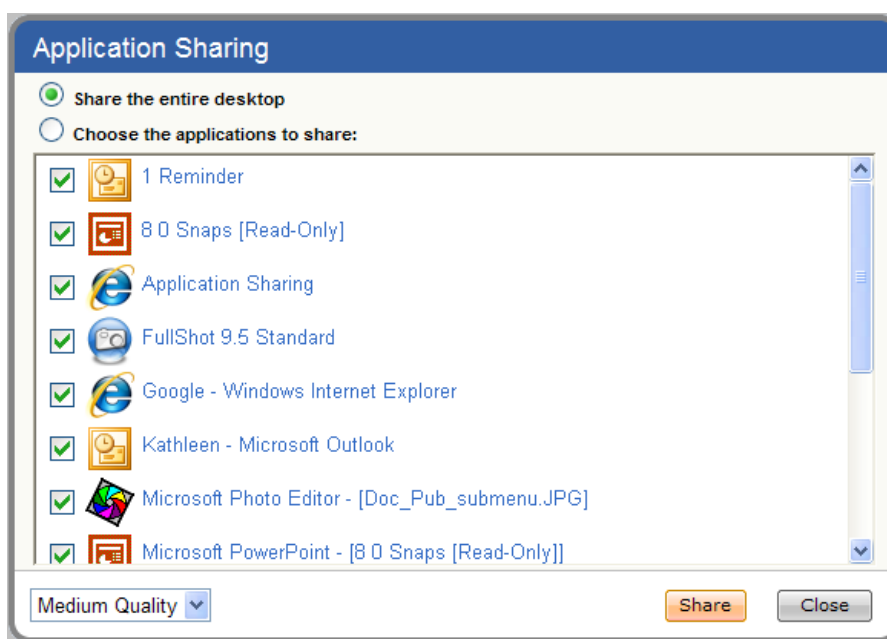 Application Sharing
Share the entire desktop
Choose the applications to share:
1 Reminder
8 0 Snaps [Read-Only]
Application Sharing
FullShot 9.5 Standard
Google - Windows Internet Explorer
Kathleen - Microsoft Outlook
Microsoft Photo Editor - [Doc_Pub_submenu.JPG]
Microsoft PowerPoint - [8 0 Snaps [Read-Only]]
Medium Quality Share Close